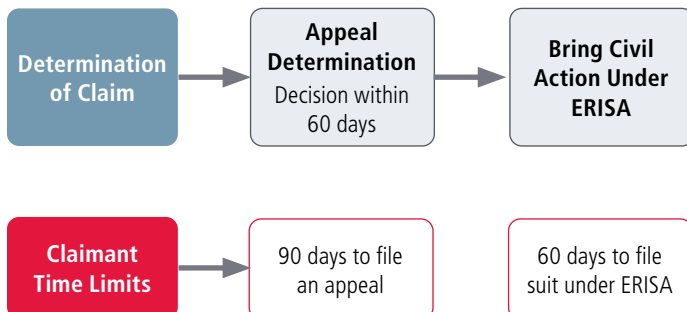 Determination
of Claim
Appeal
Determination
Decision within
60 days
Bring Civil
Action Under
ERISA
Claimant
Time Limits
90 days to file
an appeal
60 days to file
suit under ERISA